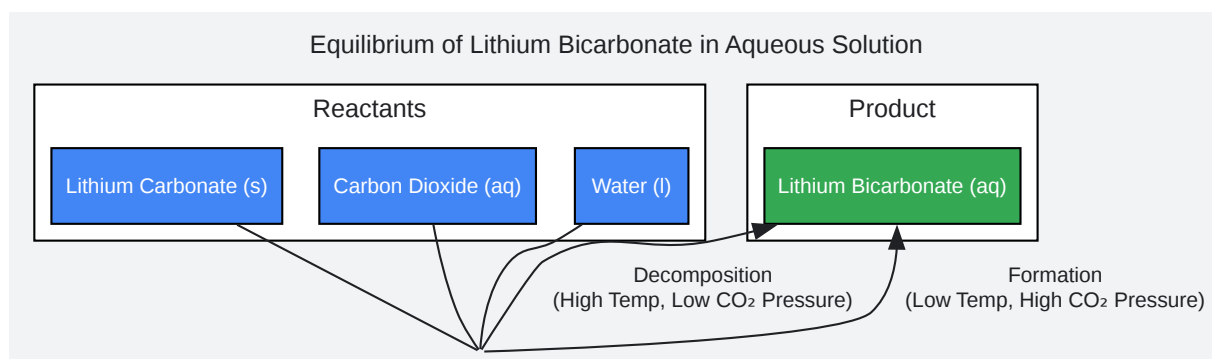 Equilibrium of Lithium Bicarbonate in Aqueous Solution
Reactants
Lithium Carbonate (s)
Carbon Dioxide (aq)
Water (l)
Product
Lithium Bicarbonate (aq)
Decomposition
(High Temp, Low CO₂ Pressure)
Formation
(Low Temp, High CO₂ Pressure)